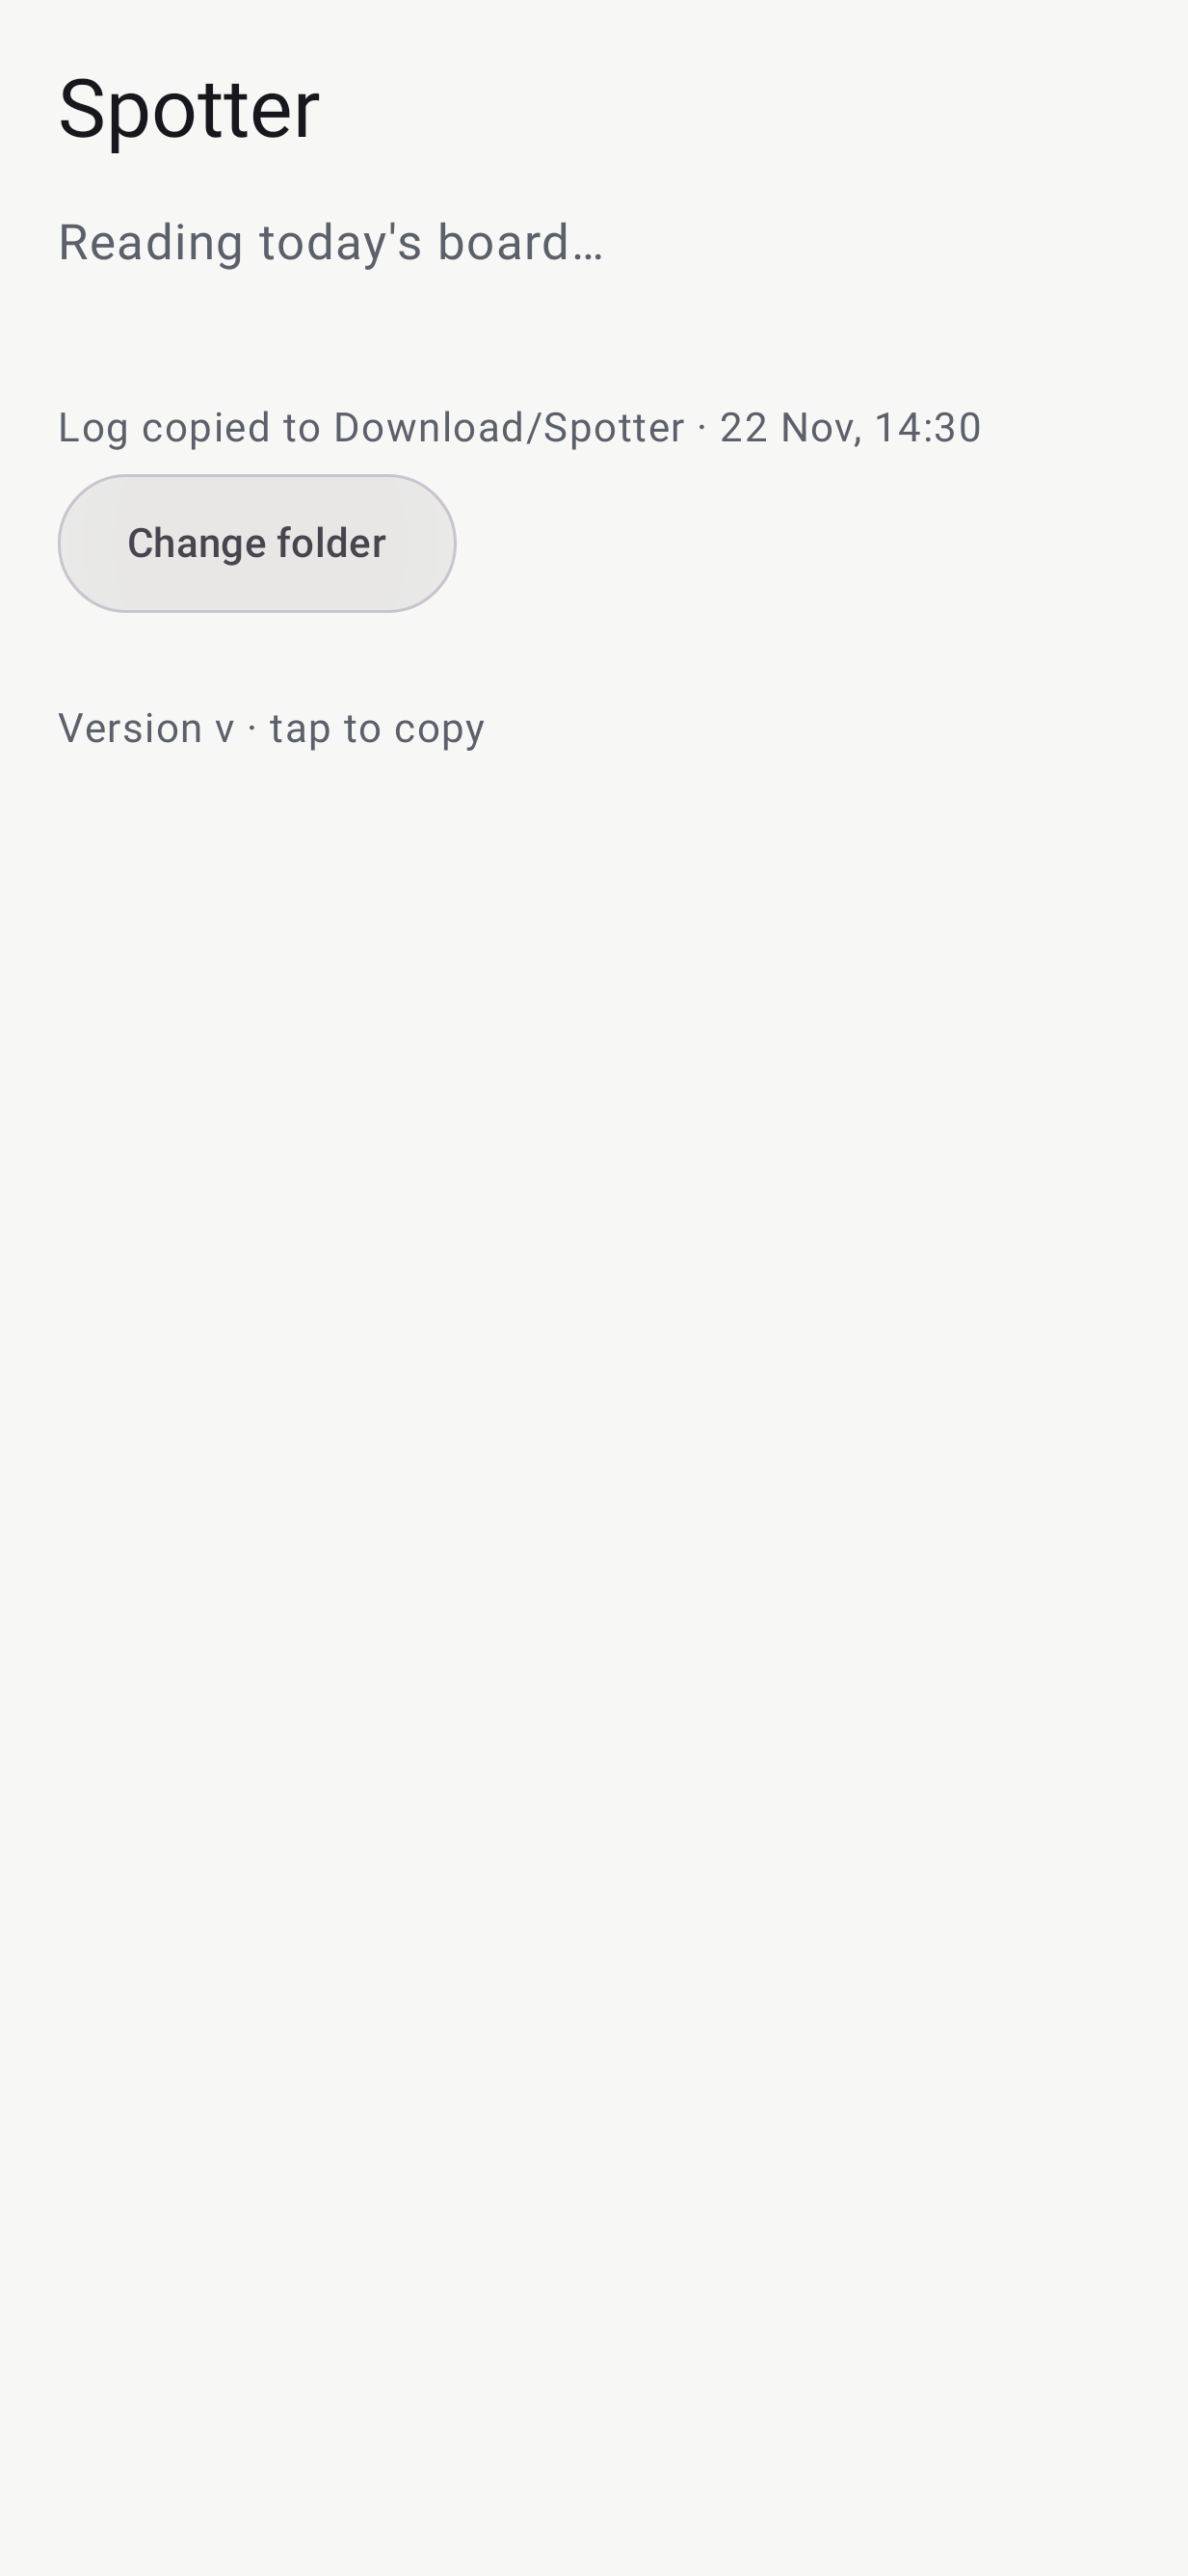 Spotter
Reading today's board…
Log copied to Download/Spotter · 22 Nov, 14:30
Change folder
Version v · tap to copy